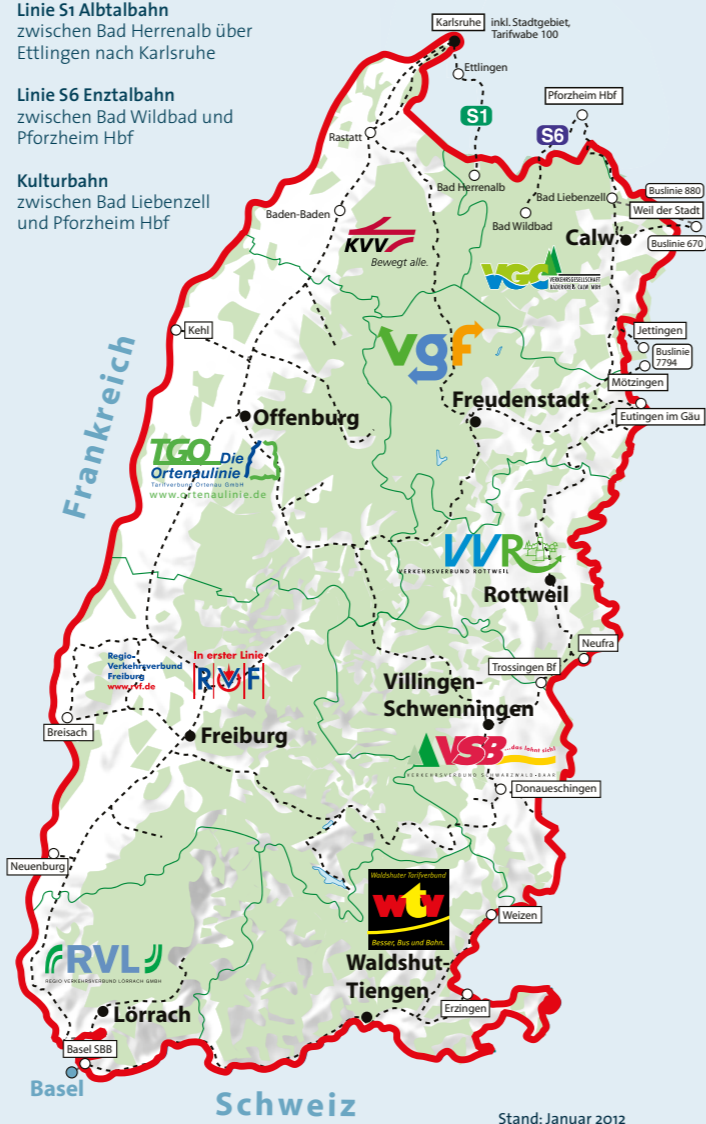 Linie S1 Albtalbahn
zwischen Bad Herrenalb über
Ettlingen nach Karlsruhe
Linie S6 Enztalbahn
zwischen Bad Wildbad und
Pforzheim Hbf
Kulturbahn
zwischen Bad Liebenzell
und Pforzheim Hbf
Karlsruhe
inkl. Stadtgebiet,
Tarifwabe 100
Ettlingen
S1
Pforzheim Hbf
S6
Rastatt
Bad Herrenalb
Bad Liebenzell
Buslinie 880
Weil der Stadt
Baden-Baden
Bad Wildbad
Calw
Buslinie 670
KVV
Bewegt alle.
VGC
VERKEHRSGESELLSCHAFT
Kehl
Jettingen
vgf
Buslinie
7794
Mötzingen
Freudenstadt
Eutingen im Gäu
Offenburg
Frankreich
TGO Die
Ortenaulinie
Tarifverbund Ortenau GmbH
www.ortenaulinie.de
VVR
VERKEHRSVERBUND ROTTWEIL
Rottweil
Neufra
Trossingen Bf
Regio-
Verkehrsverbund
Freiburg
www.rvf.de
In erster Linie
RVF
Villingen-
Schwenningen
Breisach
Freiburg
VSB
...das lohnt sich!
VERKEHRSVERBUND SCHWARZWALD-BAAR
Donaueschingen
Neuenburg
Waldshuter Tarifverbund
wtv
Besser, Bus und Bahn.
Weizen
RVL
REGIO VERKEHRSVERBUND LÖRRACH GMBH
Waldshut-
Tiengen
Erzingen
Lörrach
Basel SBB
Basel
Schweiz
Stand: Januar 2012